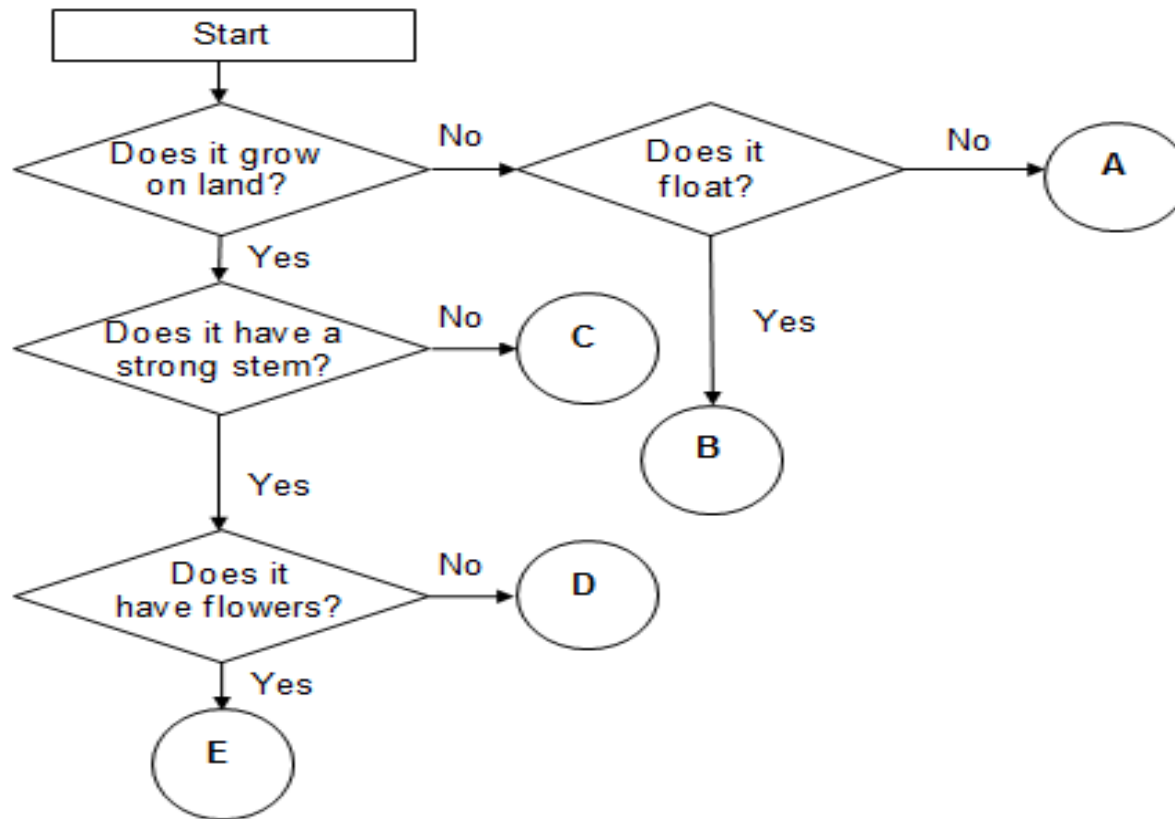 Start
Does it grow
on land?
No
Does it
float?
No
A
Yes
Does it have a
strong stem?
No
C
Yes
B
Yes
Does it
have flowers?
No
D
Yes
E